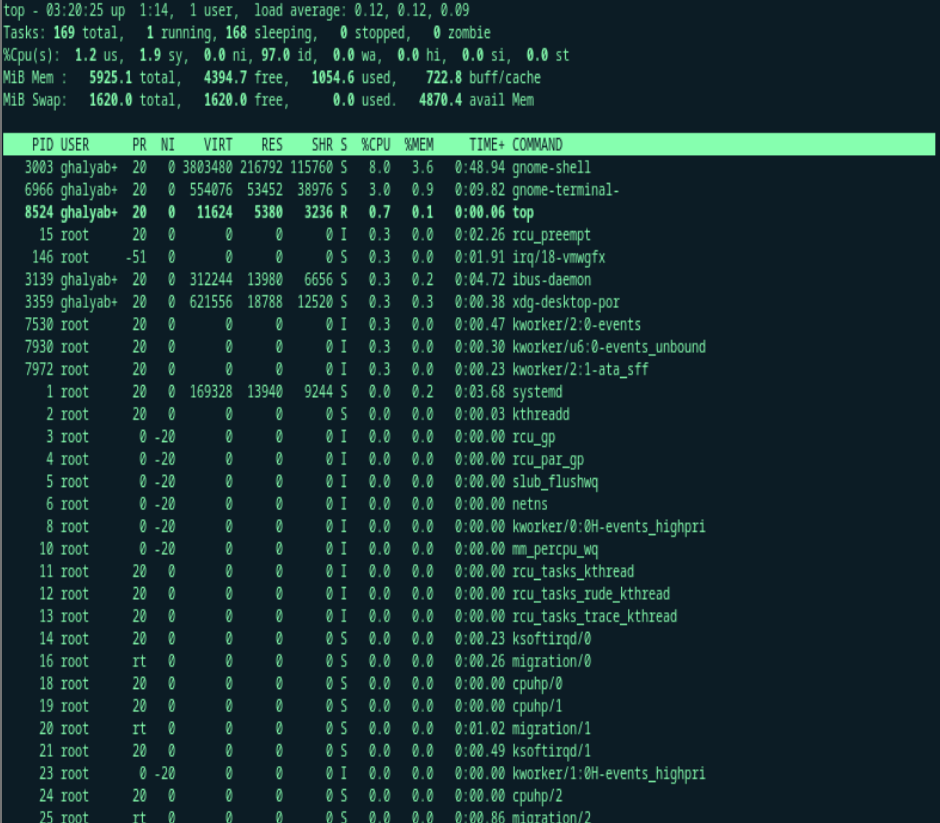 top - 03:20:25 up  1:14,  1 user,  load average: 0.12, 0.12, 0.09
Tasks: 169 total,   1 running, 168 sleeping,   0 stopped,   0 zombie
%Cpu(s):  1.2 us,  1.9 sy,  0.0 ni, 97.0 id,  0.0 wa,  0.0 hi,  0.0 si,  0.0 st
MiB Mem :   5925.1 total,   4394.7 free,   1054.6 used,    722.8 buff/cache
MiB Swap:   1620.0 total,   1620.0 free,      0.0 used.   4870.4 avail Mem
PID USER      PR  NI    VIRT    RES    SHR S  %CPU  %MEM     TIME+ COMMAND
3003 ghalyab+  20   0 3803480 216792 115760 S   8.0   3.6   0:48.94 gnome-shell
6966 ghalyab+  20   0  554076  53452  38976 S   3.0   0.9   0:09.82 gnome-terminal-
8524 ghalyab+  20   0   11624   5380   3236 R   0.7   0.1   0:00.06 top
15 root      20   0       0      0      0 I   0.3   0.0   0:02.26 rcu_preempt
146 root     -51   0       0      0      0 S   0.3   0.0   0:01.91 irq/18-vmwgfx
3139 ghalyab+  20   0  312244  13980   6656 S   0.3   0.2   0:04.72 ibus-daemon
3359 ghalyab+  20   0  621556  18788  12520 S   0.3   0.3   0:00.38 xdg-desktop-por
7530 root      20   0       0      0      0 I   0.3   0.0   0:00.47 kworker/2:0-events
7930 root      20   0       0      0      0 I   0.3   0.0   0:00.30 kworker/u6:0-events_unbound
7972 root      20   0       0      0      0 I   0.3   0.0   0:00.23 kworker/2:1-ata_sff
1 root      20   0  169328  13940   9244 S   0.0   0.2   0:03.68 systemd
2 root      20   0       0      0      0 S   0.0   0.0   0:00.03 kthreadd
3 root       0 -20       0      0      0 I   0.0   0.0   0:00.00 rcu_gp
4 root       0 -20       0      0      0 I   0.0   0.0   0:00.00 rcu_par_gp
5 root       0 -20       0      0      0 I   0.0   0.0   0:00.00 slub_flushwq
6 root       0 -20       0      0      0 I   0.0   0.0   0:00.00 netns
8 root       0 -20       0      0      0 I   0.0   0.0   0:00.00 kworker/0:0H-events_highpri
10 root       0 -20       0      0      0 I   0.0   0.0   0:00.00 mm_percpu_wq
11 root      20   0       0      0      0 I   0.0   0.0   0:00.00 rcu_tasks_kthread
12 root      20   0       0      0      0 I   0.0   0.0   0:00.00 rcu_tasks_rude_kthread
13 root      20   0       0      0      0 I   0.0   0.0   0:00.00 rcu_tasks_trace_kthread
14 root      20   0       0      0      0 S   0.0   0.0   0:00.23 ksoftirqd/0
16 root      rt   0       0      0      0 S   0.0   0.0   0:00.26 migration/0
18 root      20   0       0      0      0 S   0.0   0.0   0:00.00 cpuhp/0
19 root      20   0       0      0      0 S   0.0   0.0   0:00.00 cpuhp/1
20 root      rt   0       0      0      0 S   0.0   0.0   0:01.02 migration/1
21 root      20   0       0      0      0 S   0.0   0.0   0:00.49 ksoftirqd/1
23 root       0 -20       0      0      0 I   0.0   0.0   0:00.00 kworker/1:0H-events_highpri
24 root      20   0       0      0      0 S   0.0   0.0   0:00.00 cpuhp/2
25 root      rt   0       0      0      0 S   0.0   0.0   0:00.86 migration/2